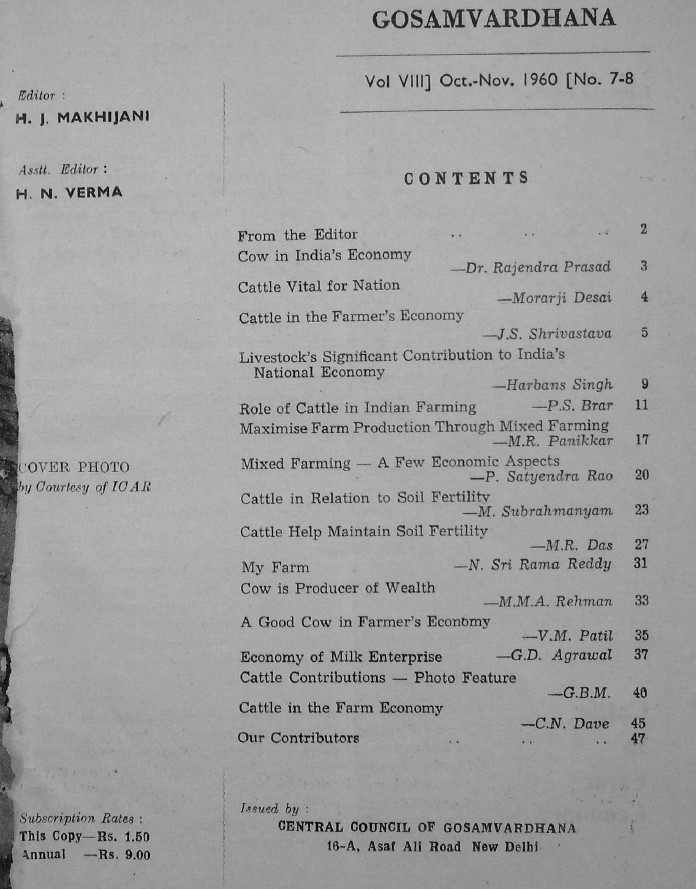 GOSAMVARDHANA
Vol VIII] Oct.-Nov. 1960 [No. 7-8
Editor :
H. J. MAKHIJANI
Asstt. Editor :
H. N. VERMA
CONTENTS
From the Editor .. .. .. 2
Cow in India's Economy
—Dr. Rajendra Prasad 3
Cattle Vital for Nation
—Morarji Desai 4
Cattle in the Farmer's Economy
—J.S. Shrivastava 5
Livestock's Significant Contribution to India's
National Economy
—Harbans Singh 9
Role of Cattle in Indian Farming —P.S. Brar 11
Maximise Farm Production Through Mixed Farming
—M.R. Panikkar 17
Mixed Farming — A Few Economic Aspects
—P. Satyendra Rao 20
Cattle in Relation to Soil Fertility
—M. Subrahmanyam 23
Cattle Help Maintain Soil Fertility
—M.R. Das 27
My Farm —N. Sri Rama Reddy 31
Cow is Producer of Wealth
—M.M.A. Rehman 33
A Good Cow in Farmer's Economy
—V.M. Patil 35
Economy of Milk Enterprise —G.D. Agrawal 37
Cattle Contributions — Photo Feature
—G.B.M. 40
Cattle in the Farm Economy
—C.N. Dave 45
Our Contributors .. .. .. 47
COVER PHOTO
by Courtesy of ICAR
Subscription Rates :
This Copy—Rs. 1.50
Annual —Rs. 9.00
Issued by :
CENTRAL COUNCIL OF GOSAMVARDHANA
16-A, Asaf Ali Road New Delhi